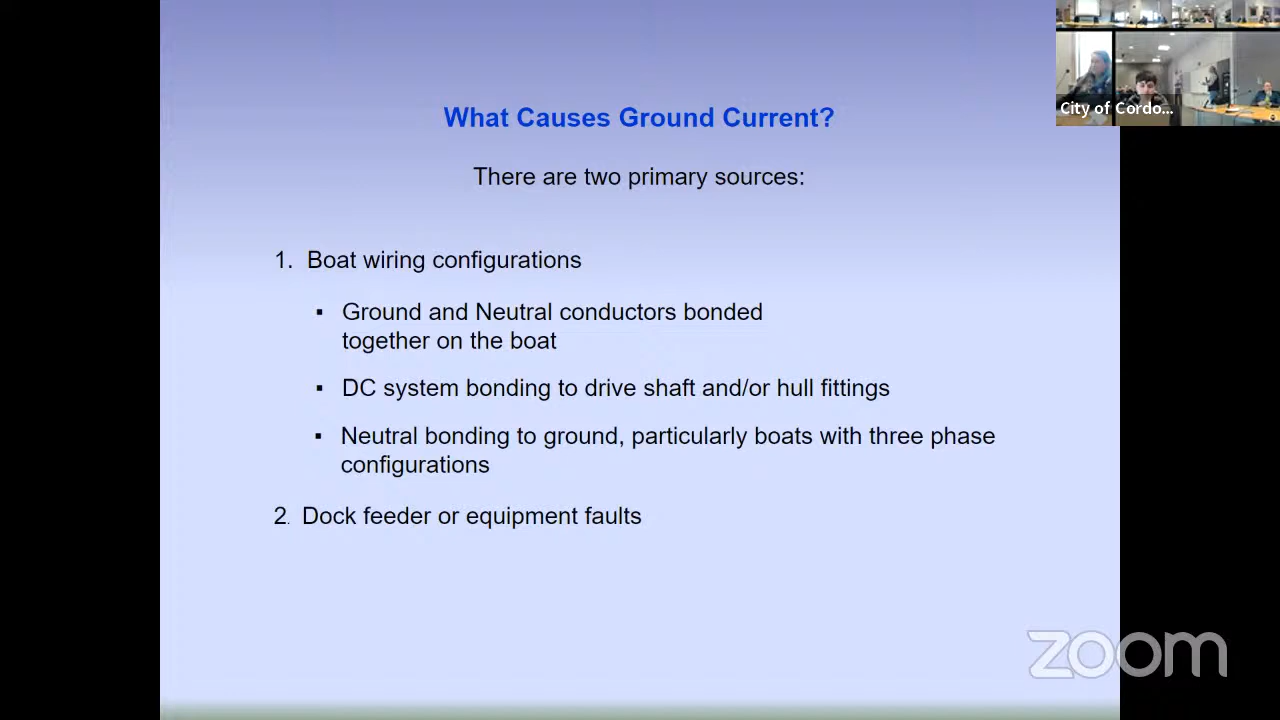 What Causes Ground Current?
There are two primary sources:
1. Boat wiring configurations
▪ Ground and Neutral conductors bonded
together on the boat
▪ DC system bonding to drive shaft and/or hull fittings
▪ Neutral bonding to ground, particularly boats with three phase
configurations
2. Dock feeder or equipment faults
City of Cordo...
zoom